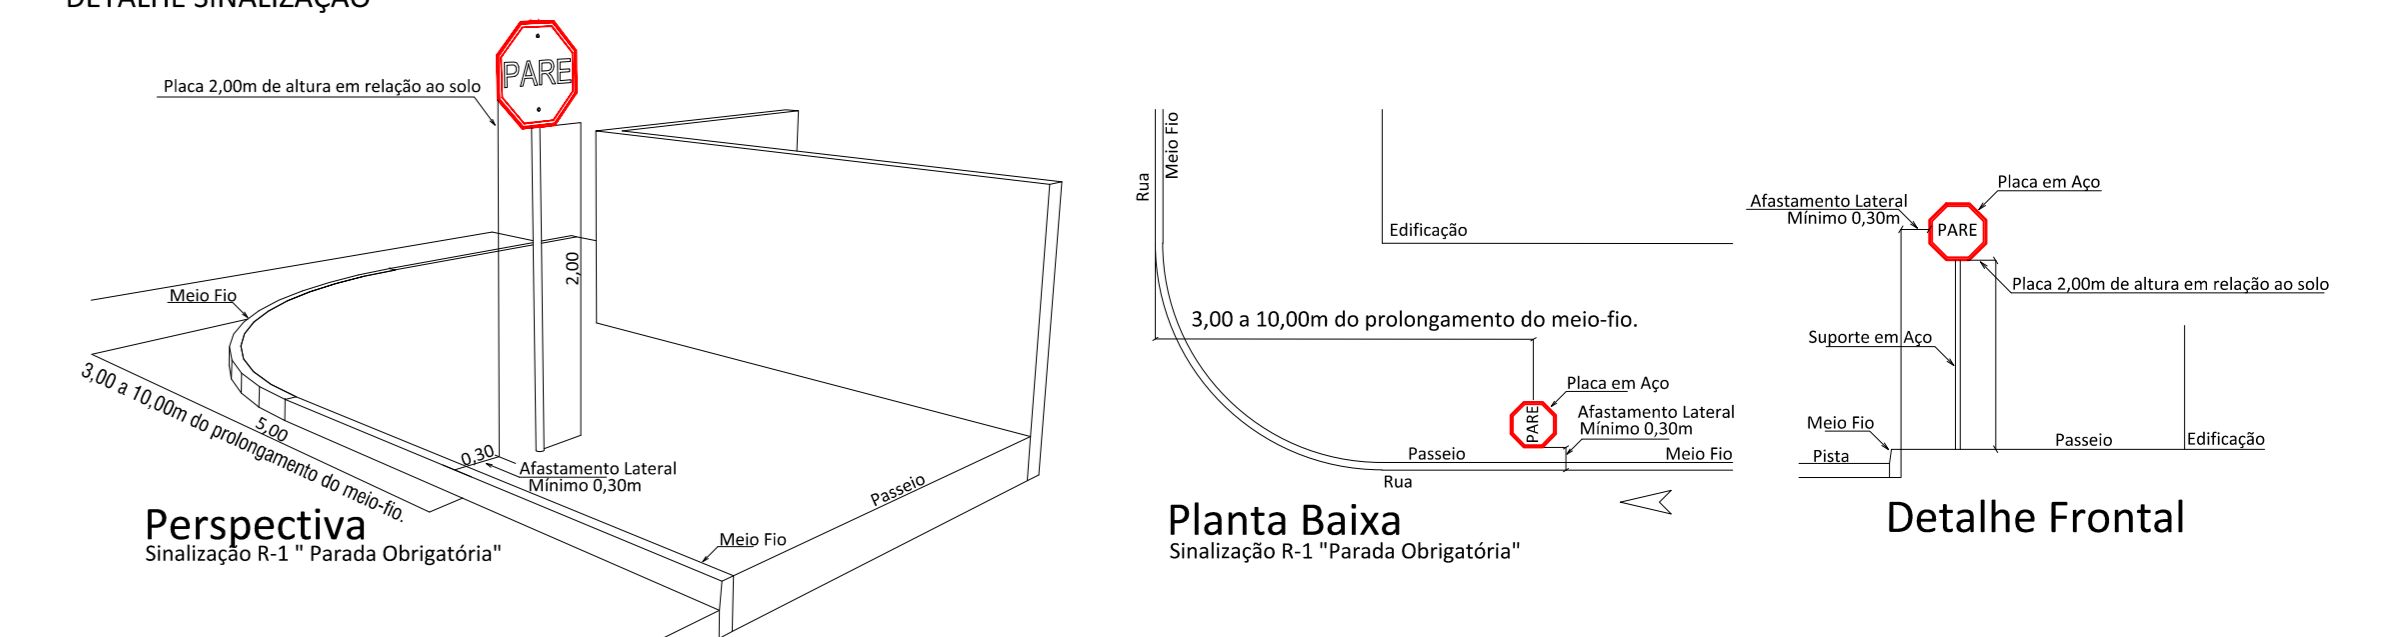 DETALHE SINALIZAÇÃO
PARE
Placa 2,00m de altura em relação ao solo
2,00
Meio Fio
3,00 a 10,00m do prolongamento do meio-fio.
5,00
0,30
Afastamento Lateral
Mínimo 0,30m
Passeio
Meio Fio
Perspectiva
Sinalização R-1 " Parada Obrigatória"
Rua
Meio Fio
Edificação
3,00 a 10,00m do prolongamento do meio-fio.
Placa em Aço
PARE
Afastamento Lateral
Mínimo 0,30m
Passeio
Meio Fio
Rua
Planta Baixa
Sinalização R-1 "Parada Obrigatória"
Placa em Aço
Afastamento Lateral
Mínimo 0,30m
PARE
Placa 2,00m de altura em relação ao solo
Suporte em Aço
Meio Fio
Pista
Passeio
Edificação
Detalhe Frontal